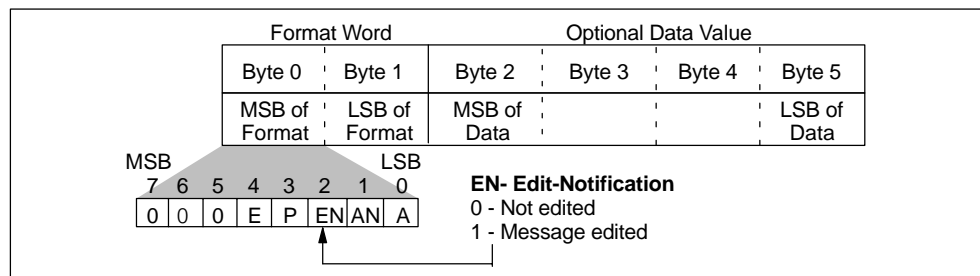 Format Word Optional Data Value
Byte 0 Byte 1 Byte 2 Byte 3 Byte 4 Byte 5
MSB of Format LSB of Format MSB of Data LSB of Data
MSB LSB
7 6 5 4 3 2 1 0
0 0 0 E P EN AN A
EN- Edit-Notification
0 - Not edited
1 - Message edited